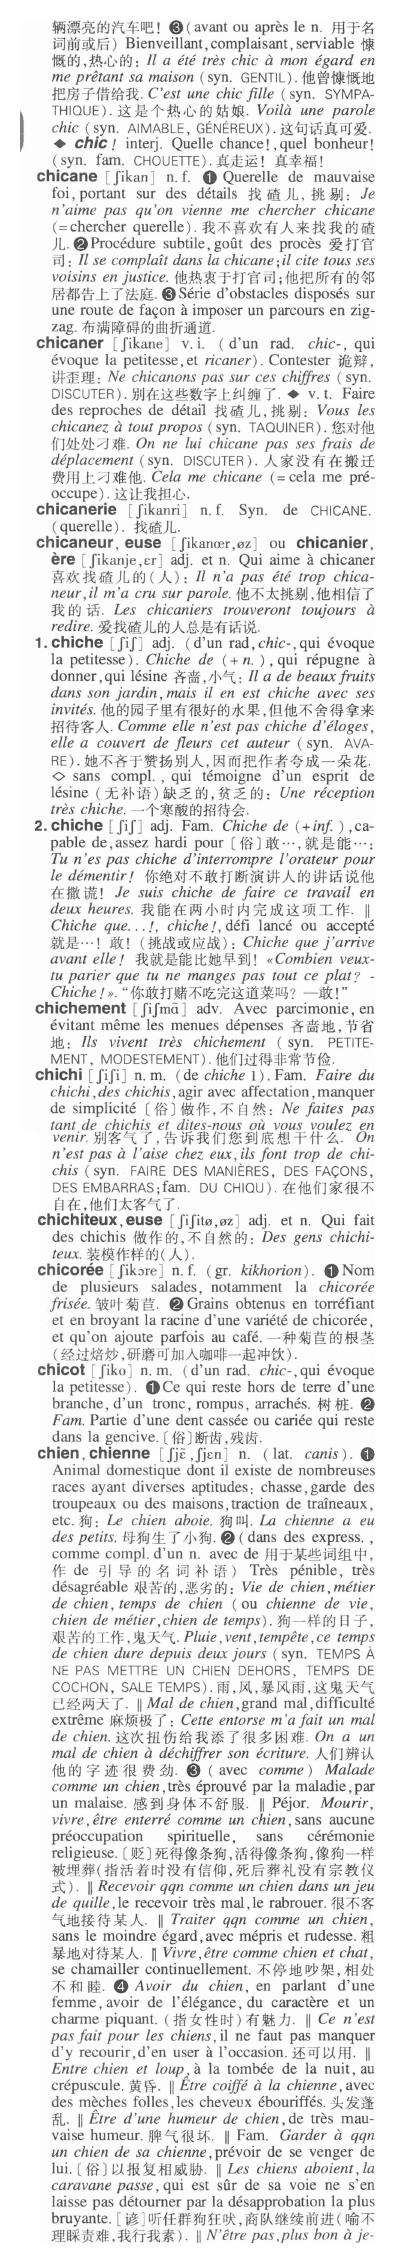 辆漂亮的汽车吧！❸(avant ou après le n. 用于名
词前或后) Bienveillant, complaisant, serviable 慷
慨的,热心的: Il a été très chic à mon égard en
me prêtant sa maison (syn. GENTIL). 他曾慷慨地
把房子借给我. C'est une chic fille (syn. SYMPA-
THIQUE). 这是个热心的姑娘. Voilà une parole
chic (syn. AIMABLE, GÉNÉREUX). 这句话真可爱.
◆ chic! interj. Quelle chance!, quel bonheur!
(syn. fam. CHOUETTE). 真走运！真幸福!
chicane [ʃikan] n. f. ❶ Querelle de mauvaise
foi, portant sur des détails 找碴儿, 挑剔: Je
n'aime pas qu'on vienne me chercher chicane
(=chercher querelle). 我不喜欢有人来找我的碴
儿. ❷ Procédure subtile, goût des procès 爱打官
司: Il se complaît dans la chicane; il cite tous ses
voisins en justice. 他热衷于打官司;他把所有的邻
居都告上了法庭. ❸ Série d'obstacles disposés sur
une route de façon à imposer un parcours en zig-
zag. 布满障碍的曲折通道.
chicaner [ʃikane] v. i. (d'un rad. chic-, qui
évoque la petitesse, et ricaner). Contester 诡辩,
讲歪理: Ne chicanons pas sur ces chiffres (syn.
DISCUTER). 别在这些数字上纠缠了. ◆ v. t. Faire
des reproches de détail 找碴儿, 挑剔: Vous les
chicanez à tout propos (syn. TAQUINER). 您对他
们处处刁难. On ne lui chicane pas ses frais de
déplacement (syn. DISCUTER). 人家没有在搬迁
费用上刁难他. Cela me chicane (=cela me pré-
occupe). 这让我担心.
chicanerie [ʃikanri] n. f. Syn. de CHICANE.
(querelle). 找碴儿.
chicaneur, euse [ʃikanœr, øz] ou chicanier,
ère [ʃikanje, ɛr] adj. et n. Qui aime à chicaner
喜欢找碴儿的(人): Il n'a pas été trop chica-
neur, il m'a cru sur parole. 他不太挑剔,他相信了
我的话. Les chicaniers trouveront toujours à
redire. 爱找碴儿的人总是有话说.
1. chiche [ʃiʃ] adj. (d'un rad, chic-, qui évoque
la petitesse). Chiche de (+n.), qui répugne à
donner, qui lésine 吝啬,小气: Il a de beaux fruits
dans son jardin, mais il en est chiche avec ses
invités. 他的园子里有很好的水果,但他不舍得拿来
招待客人. Comme elle n'est pas chiche d'éloges,
elle a couvert de fleurs cet auteur (syn. AVA-
RE). 她不吝于赞扬别人,因而把作者夸成一朵花.
◇ sans compl., qui témoigne d'un esprit de
lésine (无补语)缺乏的,贫乏的: Une réception
très chiche. 一个寒酸的招待会.
2. chiche [ʃiʃ] adj. Fam. Chiche de (+inf.), ca-
pable de, assez hardi pour [俗]敢…,就是能…:
Tu n'es pas chiche d'interrompre l'orateur pour
le démentir! 你绝对不敢打断演讲人的讲话说他
在撒谎! Je suis chiche de faire ce travail en
deux heures. 我能在两小时内完成这项工作. ‖
Chiche que...!, chiche!, défi lancé ou accepté
就是…! 敢! (挑战或应战): Chiche que j'arrive
avant elle! 我就是能比她早到! «Combien veux-
tu parier que tu ne manges pas tout ce plat? -
Chiche!». “你敢打赌不吃完这道菜吗? —敢!”
chichement [ʃiʃmɑ̃] adv. Avec parcimonie, en
évitant même les menues dépenses 吝啬地,节省
地: Ils vivent très chichement (syn. PETITE-
MENT, MODESTEMENT). 他们过得非常节俭.
chichi [ʃiʃi] n. m. (de chiche 1). Fam. Faire du
chichi, des chichis, agir avec affectation, manquer
de simplicité [俗]做作,不自然: Ne faites pas
tant de chichis et dites-nous où vous voulez en
venir. 别客气了,告诉我们您到底想干什么. On
n'est pas à l'aise chez eux, ils font trop de chi-
chis (syn. FAIRE DES MANIÈRES, DES FAÇONS,
DES EMBARRAS; fam. DU CHIQU). 在他们家很不
自在,他们太客气了.
chichiteux, euse [ʃiʃitø, øz] adj. et n. Qui fait
des chichis 做作的,不自然的: Des gens chichi-
teux. 装模作样的(人).
chicorée [ʃikɔre] n. f. (gr. kikhorion). ❶ Nom
de plusieurs salades, notamment la chicorée
frisée. 皱叶菊苣. ❷ Grains obtenus en torréfiant
et en broyant la racine d'une variété de chicorée,
et qu'on ajoute parfois au café. 一种菊苣的根茎
(经过焙炒,研磨可加入咖啡一起冲饮).
chicot [ʃiko] n. m. (d'un rad. chic-, qui évoque
la petitesse). ❶ Ce qui reste hors de terre d'une
branche, d'un tronc, rompus, arrachés. 树桩. ❷
Fam. Partie d'une dent cassée ou cariée qui reste
dans la gencive. [俗]断齿,残齿.
chien, chienne [ʃjɛ̃, ʃjɛn] n. (lat. canis). ❶
Animal domestique dont il existe de nombreuses
races ayant diverses aptitudes: chasse, garde des
troupeaux ou des maisons, traction de traîneaux,
etc. 狗: Le chien aboie. 狗叫. La chienne a eu
des petits. 母狗生了小狗. ❷ (dans des express.,
comme compl. d'un n. avec de 用于某些词组中,
作 de 引导的名词补语) Très pénible, très
désagréable 艰苦的,恶劣的: Vie de chien, métier
de chien, temps de chien (ou chienne de vie,
chien de métier, chien de temps). 狗一样的日子,
艰苦的工作,鬼天气. Pluie, vent, tempête, ce temps
de chien dure depuis deux jours (syn. TEMPS À
NE PAS METTRE UN CHIEN DEHORS, TEMPS DE
COCHON, SALE TEMPS). 雨,风,暴风雨,这鬼天气
已经两天了. ‖ Mal de chien, grand mal, difficulté
extrême 麻烦极了: Cette entorse m'a fait un mal
de chien. 这次扭伤给我添了很多困难. On a un
mal de chien à déchiffrer son écriture. 人们辨认
他的字迹很费劲. ❸ (avec comme) Malade
comme un chien, très éprouvé par la maladie, par
un malaise. 感到身体不舒服. ‖ Péjor. Mourir,
vivre, être enterré comme un chien, sans aucune
préoccupation spirituelle, sans cérémonie
religieuse. [贬]死得像条狗,活得像条狗,像狗一样
被埋葬(指活着时没有信仰,死后葬礼没有宗教仪
式). ‖ Recevoir qqn comme un chien dans un jeu
de quille, le recevoir très mal, le rabrouer. 很不客
气地接待某人. ‖ Traiter qqn comme un chien,
sans le moindre égard, avec mépris et rudesse. 粗
暴地对待某人. ‖ Vivre, être comme chien et chat,
se chamailler continuellement. 不停地吵架,相处
不和睦. ❹ Avoir du chien, en parlant d'une
femme, avoir de l'élégance, du caractère et un
charme piquant. (指女性时)有魅力. ‖ Ce n'est
pas fait pour les chiens, il ne faut pas manquer
d'y recourir, d'en user à l'occasion. 还可以用. ‖
Entre chien et loup, à la tombée de la nuit, au
crépuscule. 黄昏. ‖ Être coiffé à la chienne, avec
des mèches folles, les cheveux ébouriffés. 头发蓬
乱. ‖ Être d'une humeur de chien, de très mau-
vaise humeur. 脾气很坏. ‖ Fam. Garder à qqn
un chien de sa chienne, prévoir de se venger de
lui. [俗]以报复相威胁. ‖ Les chiens aboient, la
caravane passe, qui est sûr de sa voie ne s'en
laisse pas détourner par la désapprobation la plus
bruyante. [谚]听任群狗狂吠,商队继续前进(喻不
理睬责难,我行我素). ‖ N'être pas, plus bon à je-